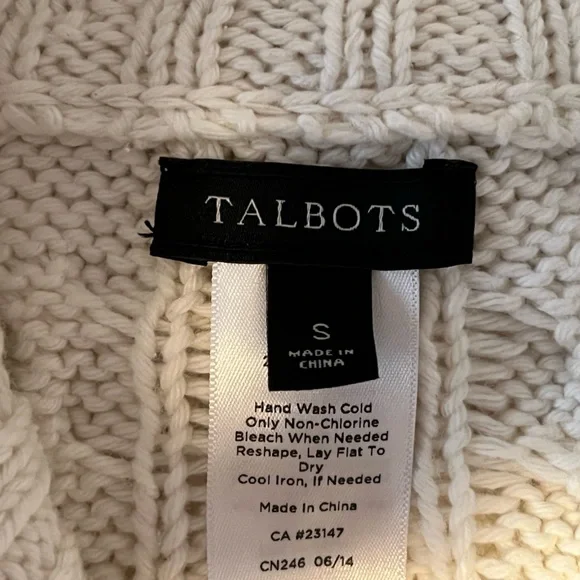 TALBOTS
S
MADE IN
CHINA
Hand Wash Cold
Only Non-Chlorine
Bleach When Needed
Reshape, Lay Flat To
Dry
Cool Iron, If Needed
Made In China
CA #23147
CN246 06/14